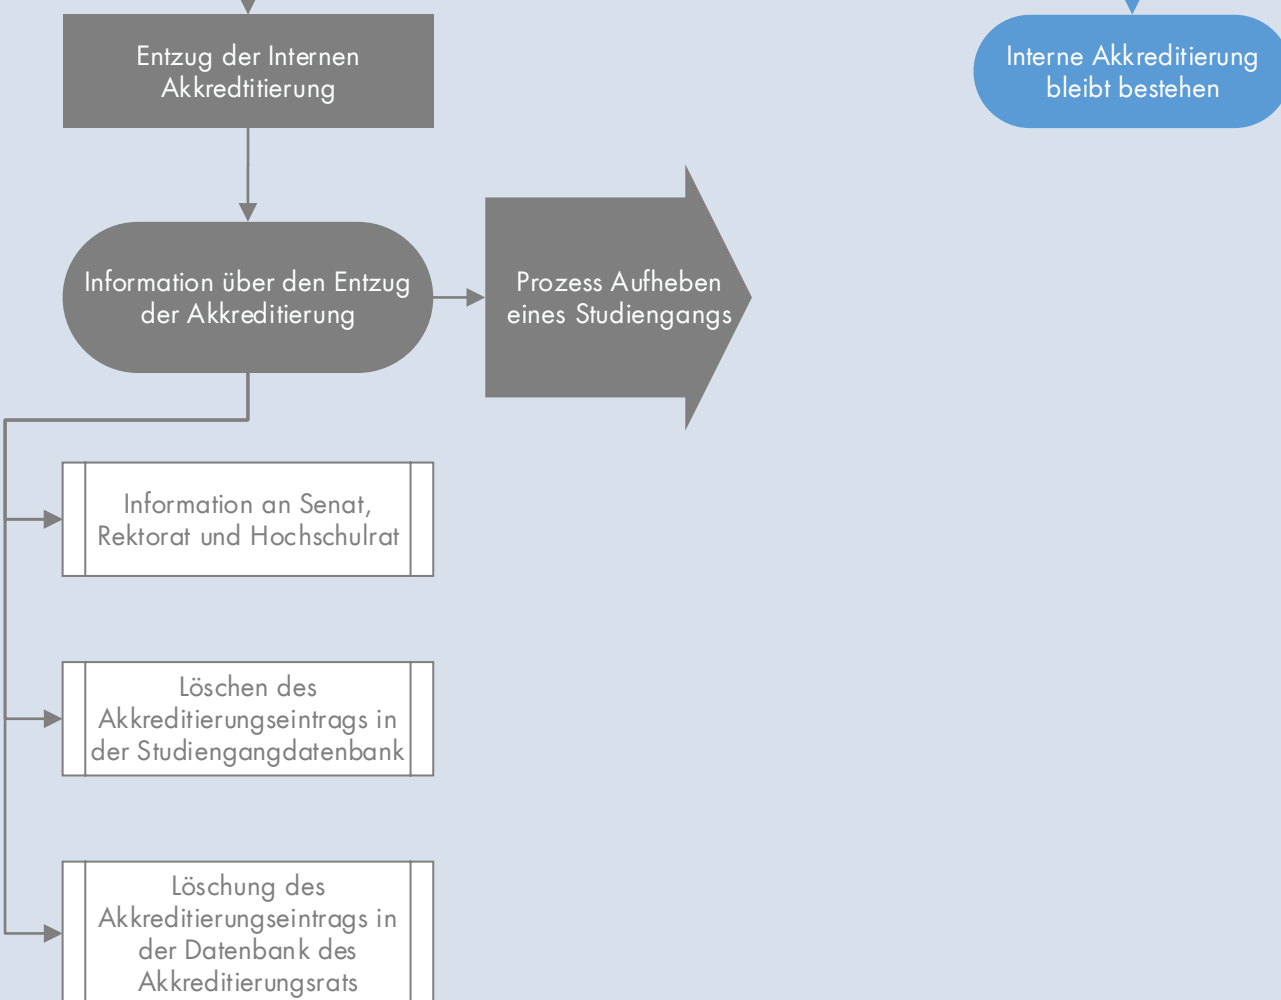 Entzug der Internen
Akkredtitierung
Interne Akkreditierung
bleibt bestehen
Information über den Entzug
der Akkreditierung
Prozess Aufheben
eines Studiengangs
Information an Senat,
Rektorat und Hochschulrat
Löschen des
Akkreditierungseintrags in
der Studiengangdatenbank
Löschung des
Akkreditierungseintrags in
der Datenbank des
Akkreditierungsrats